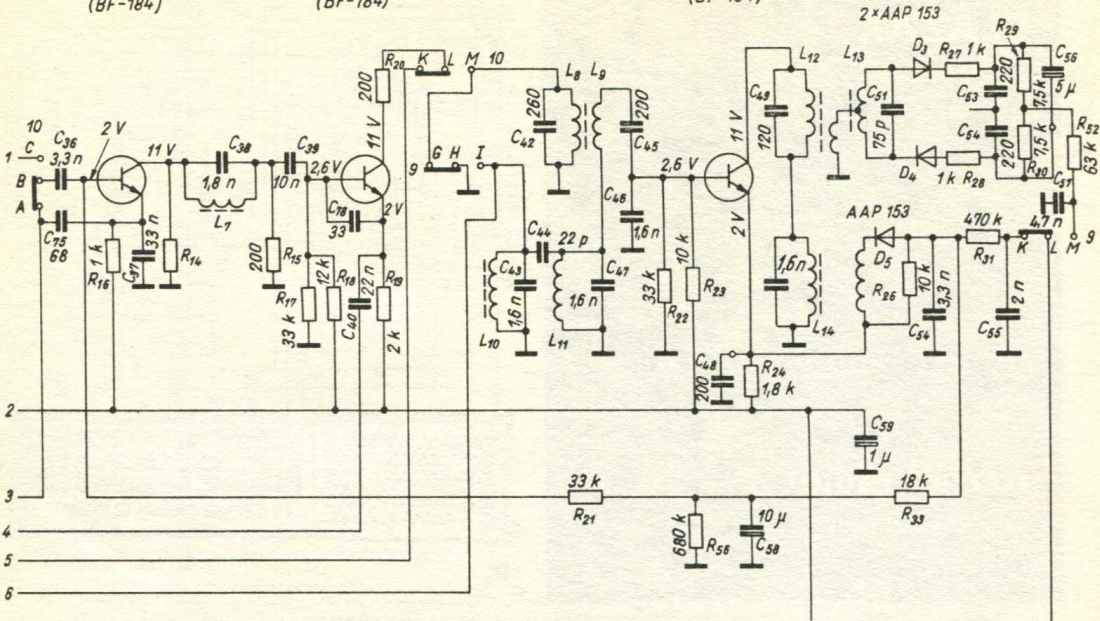 (BF-184)
(BF-184)
2×AAP 153
R20
K
L
M
10
L8
L9
L12
L13
D3
R27 1 k
R29
C56
5 μ
200
260
200
C42
C45
C49
120
C51
75 p
220
C53
7,5 k
C54
220
7,5 k
R30
R52
63 k
D4
1 k R28
C57
4,7 n
11 V
11 V
10
C
1
C36
3,3 n
2 V
11 V
C38
C39
1,8 n
10 n
2,6 V
B
A
L7
C75
68
R16
1 k
C37
33 n
R14
200
R15
C78
33
2 V
9
G
H
I
2,6 V
2 V
C46
1,6 n
C44
22 p
C43
1,6 n
L10
L11
1,6 n
C47
33 k
R22
10 k
R23
R17
33 k
12 k
R18
C40
22 n
R19
2 k
1,6 n
L14
AAP 153
D5
R26
10 k
3,3 n
C54
470 k
R31
K
L
M
9
C55
2 n
C48
200
R24
1,8 k
2
C59
1 μ
3
33 k
R21
18 k
R33
680 k
R56
10 μ
C58
4
5
6